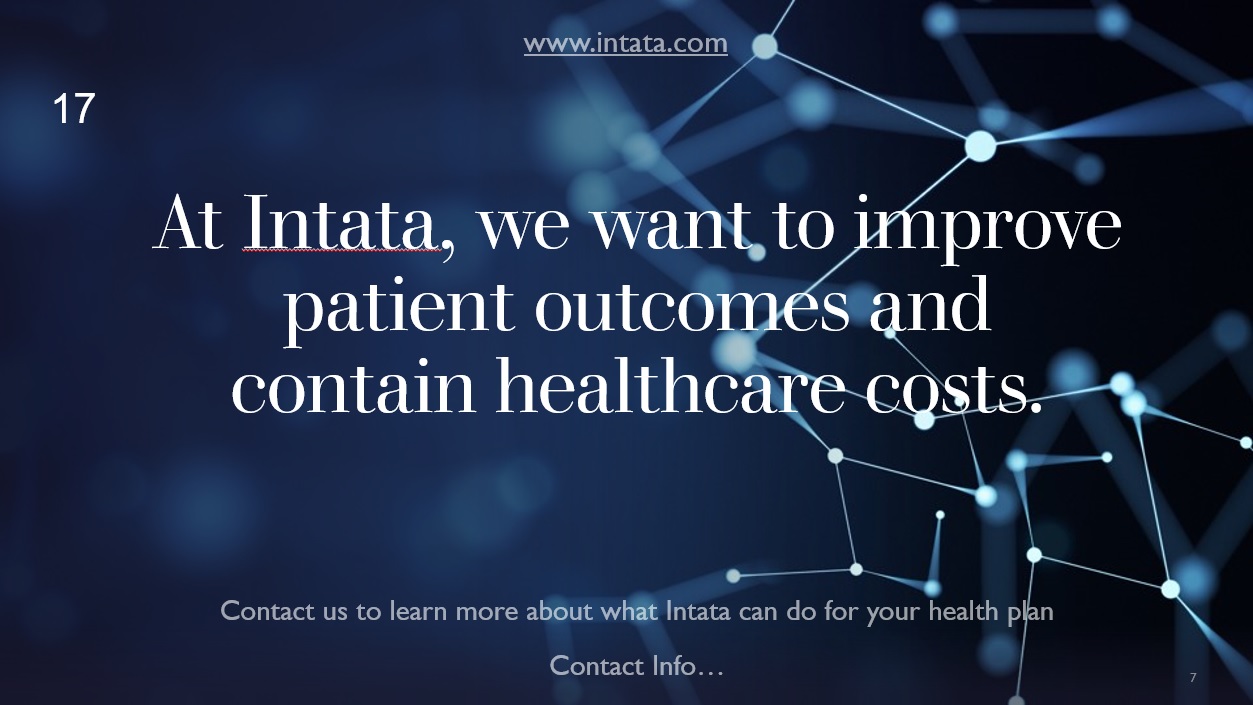 www.intata.com
17
At Intata, we want to improve
patient outcomes and
contain healthcare costs.
Contact us to learn more about what Intata can do for your health plan
Contact Info…
7